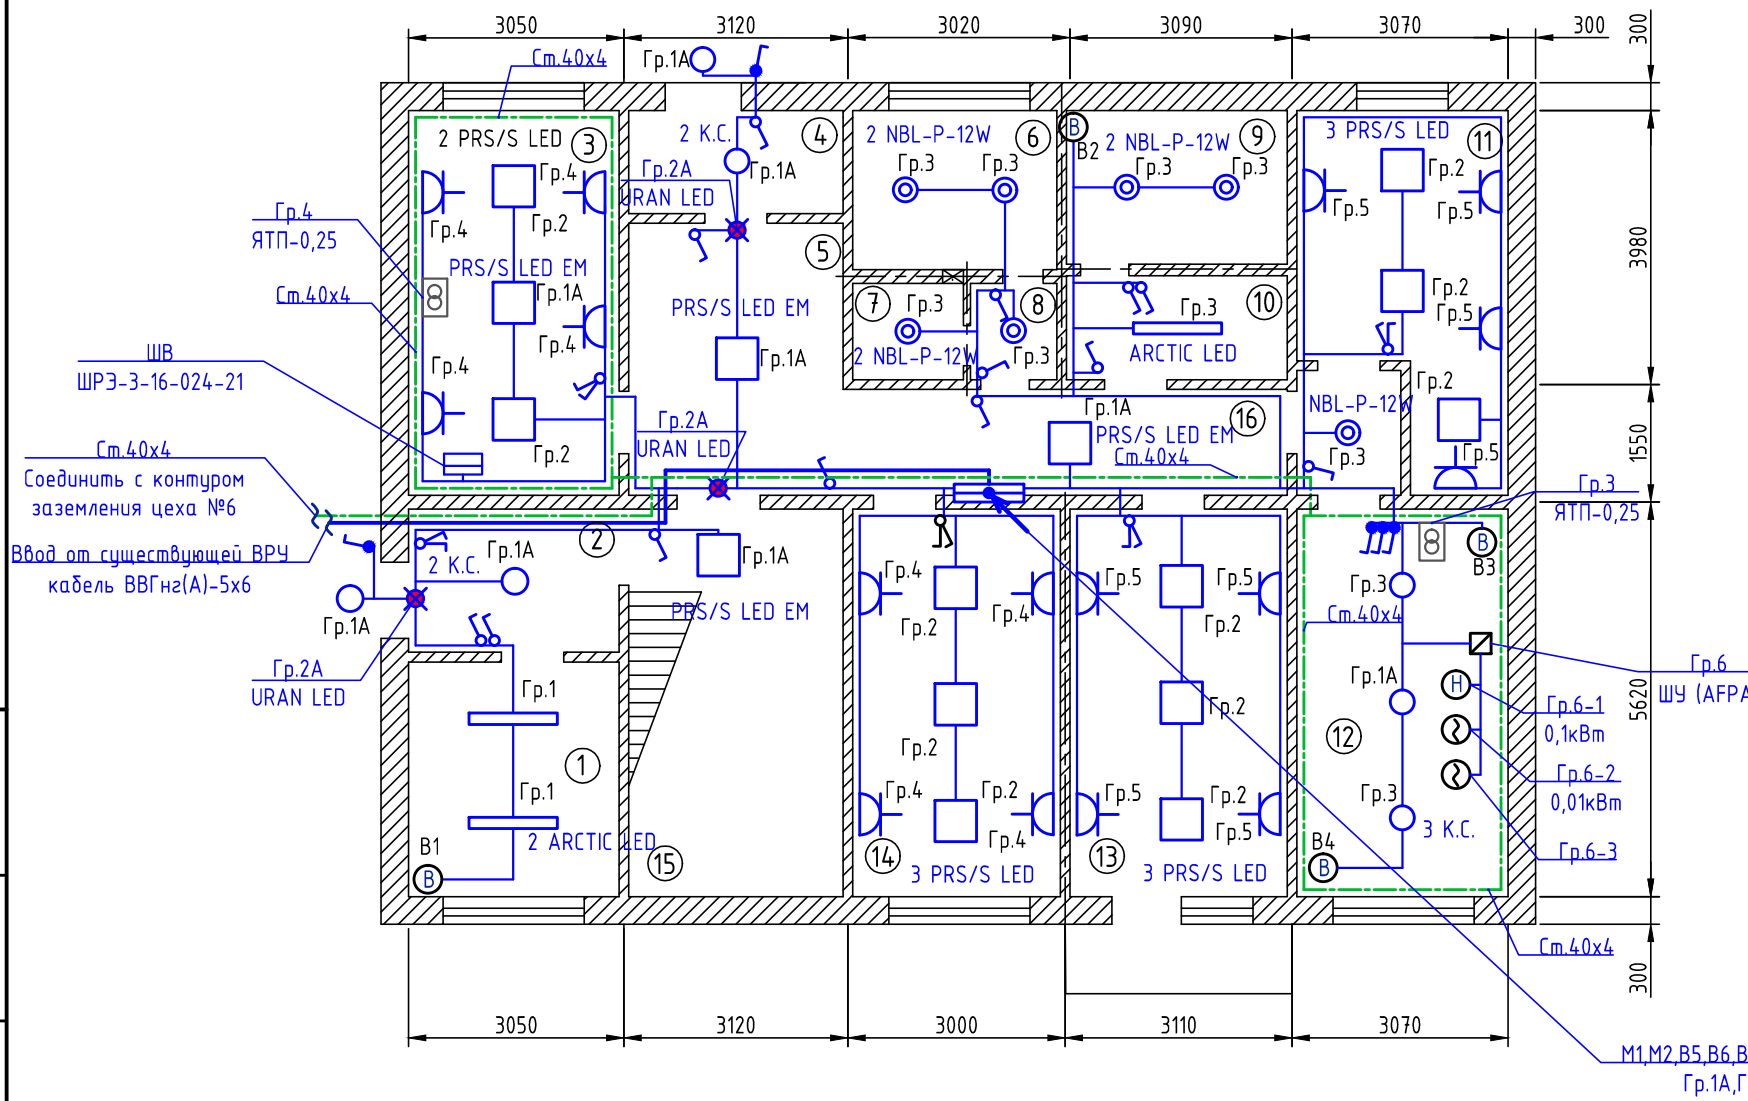 3050
3120
3020
3090
3070
300
300
Ст.40х4
Гр.1А
2 PRS/S LED
3
2 К.С.
4
2 NBL-P-12W
6
В
В2
2 NBL-P-12W
9
3 PRS/S LED
11
Гр.4
Гр.2А
URAN LED
Гр.1А
Гр.3
Гр.3
Гр.3
Гр.3
Гр.2
Гр.4
ЯТП-0,25
Гр.4
Гр.2
Гр.5
Гр.5
3980
5
PRS/S LED EM
Гр.1А
Ст.40х4
PRS/S LED EM
7
Гр.3
8
Гр.3
10
Гр.2
Гр.5
Гр.4
Гр.1А
2 NBL-P-12W
Гр.3
ARCTIC LED
ШВ
ШРЭ-3-16-024-21
Гр.4
Гр.2
Гр.2А
URAN LED
Гр.1А
PRS/S LED EM
16
Ст.40х4
NBL-P-12W
Гр.3
Гр.2
Гр.5
1550
Ст.40х4
Соединить с контуром
заземления цеха №6
Гр.3
ЯТП-0,25
Ввод от существующей ВРУ
кабель ВВГнг(А)-5х6
2
2 К.С.
Гр.1А
Гр.1А
PRS/S LED EM
Гр.4
Гр.2
Гр.4
Гр.5
Гр.2
Гр.5
В
В3
Гр.3
Ст.40х4
Гр.1А
Гр.2А
URAN LED
Гр.1
1
Гр.1
2 ARCTIC LED
В1
В
15
Гр.2
Гр.4
Гр.2
Гр.4
14
3 PRS/S LED
Гр.2
Гр.5
Гр.2
Гр.5
13
3 PRS/S LED
Гр.1А
12
Н
Гр.3
3 К.С.
В4
В
Гр.6
ШУ (AFPA
Гр.6-1
0,1кВт
Гр.6-2
0,01кВт
Гр.6-3
5620
Ст.40х4
300
3050
3120
3000
3110
3070
М1,М2,В5,В6,В
Гр.1А,Г